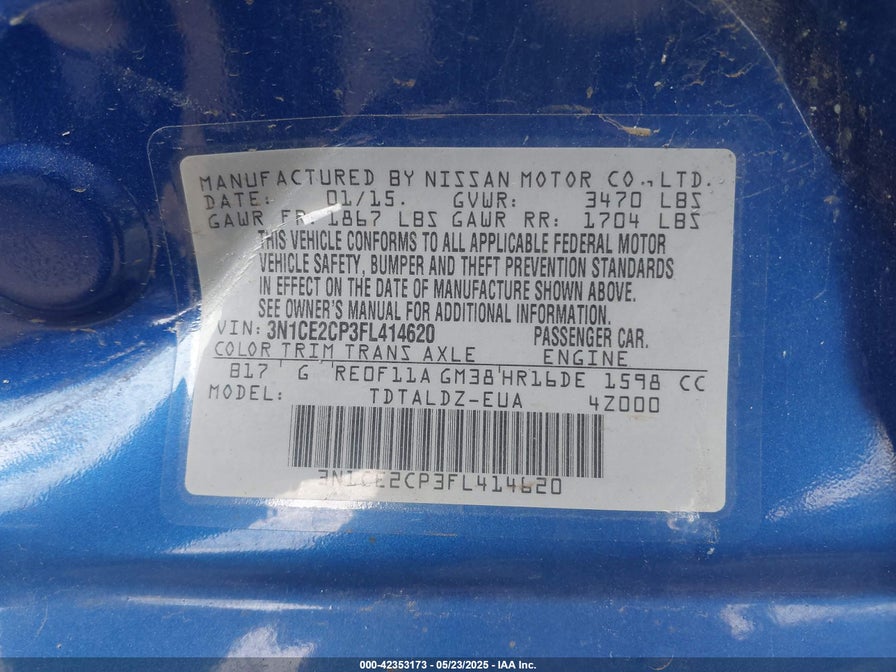 MANUFACTURED BY NISSAN MOTOR CO.,LTD.
DATE: 01/15. GVWR: 3470 LBS
GAWR FR: 1867 LBS GAWR RR: 1704 LBS
THIS VEHICLE CONFORMS TO ALL APPLICABLE FEDERAL MOTOR
VEHICLE SAFETY, BUMPER AND THEFT PREVENTION STANDARDS
IN EFFECT ON THE DATE OF MANUFACTURE SHOWN ABOVE.
SEE OWNER'S MANUAL FOR ADDITIONAL INFORMATION.
VIN: 3N1CE2CP3FL414620 PASSENGER CAR.
COLOR TRIM TRANS AXLE ENGINE
B17 G RE0F11A GM38 HR16DE 1598 CC
MODEL: TDTALDZ-EUA 4Z000
3N1CE2CP3FL414620
000-42353173 - 05/23/2025 - IAA Inc.